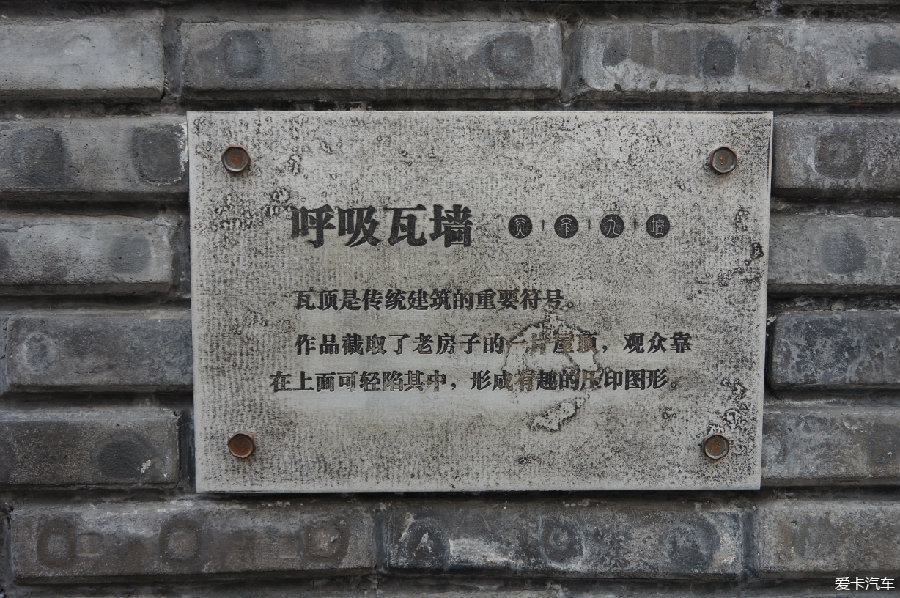 呼吸瓦墙
瓦顶是传统建筑的重要符号。
作品截取了老房子的一片屋顶，观众靠
在上面可轻陷其中，形成有趣的压印图形。
爱卡汽车